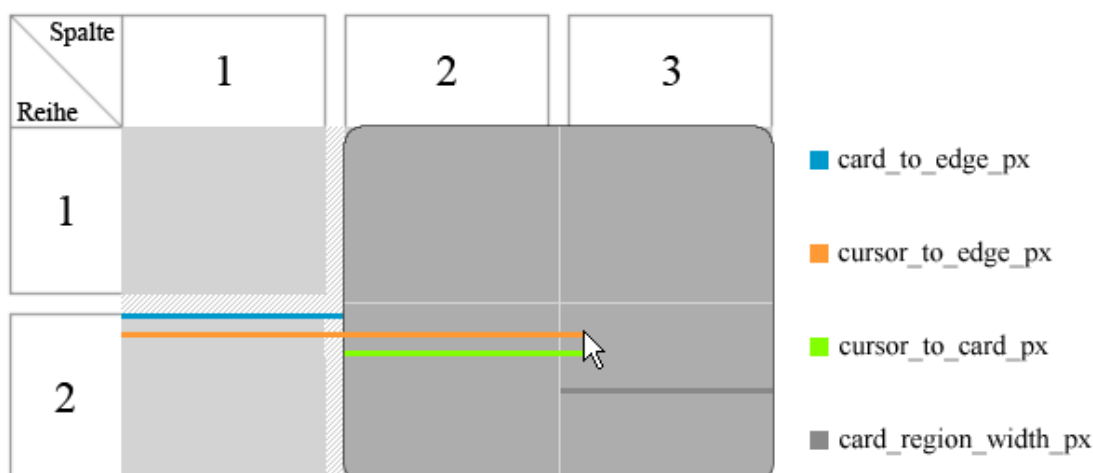 Spalte
Reihe
1
2
3
1
2
card_to_edge_px
cursor_to_edge_px
cursor_to_card_px
card_region_width_px